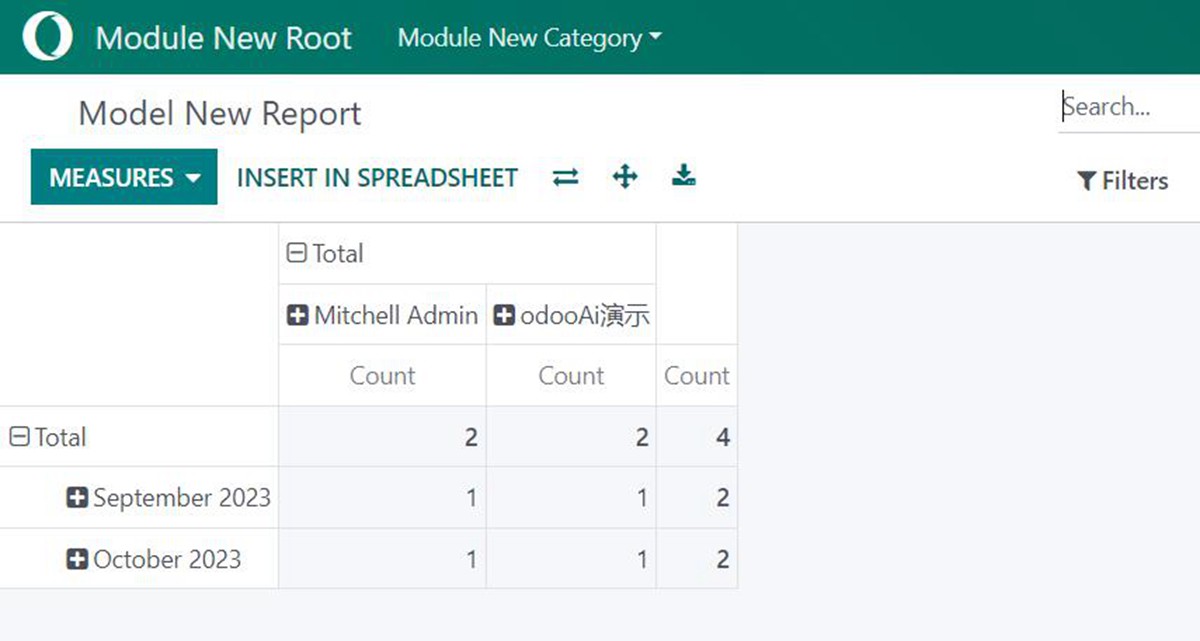 Module New Root Module New Category
Model New Report Search...
MEASURES INSERT IN SPREADSHEET Filters
Total
Mitchell Admin odooAi演示
Count Count Count
Total 2 2 4
September 2023 1 1 2
October 2023 1 1 2